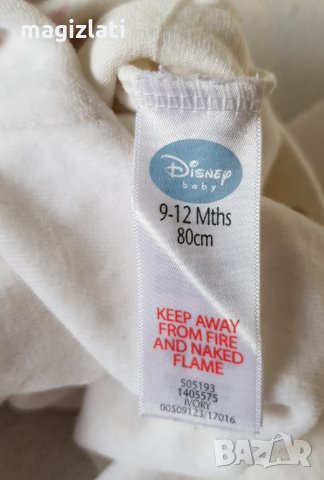 magizlati
DISNEY
baby
9-12 Mths
80cm
KEEP AWAY
FROM FIRE
AND NAKED
FLAME
505193
1405575
IVORY
00509123/17016
BAZAR